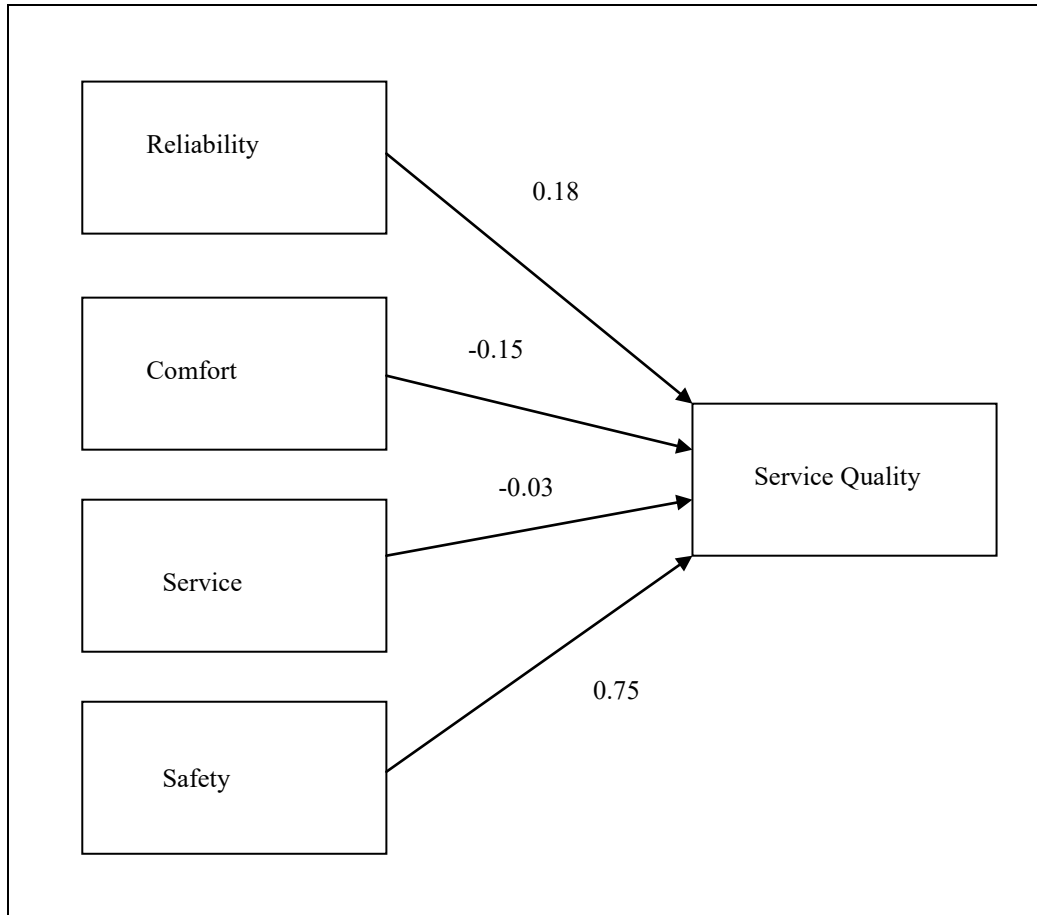 Reliability
0.18
Comfort
-0.15
Service Quality
-0.03
Service
0.75
Safety